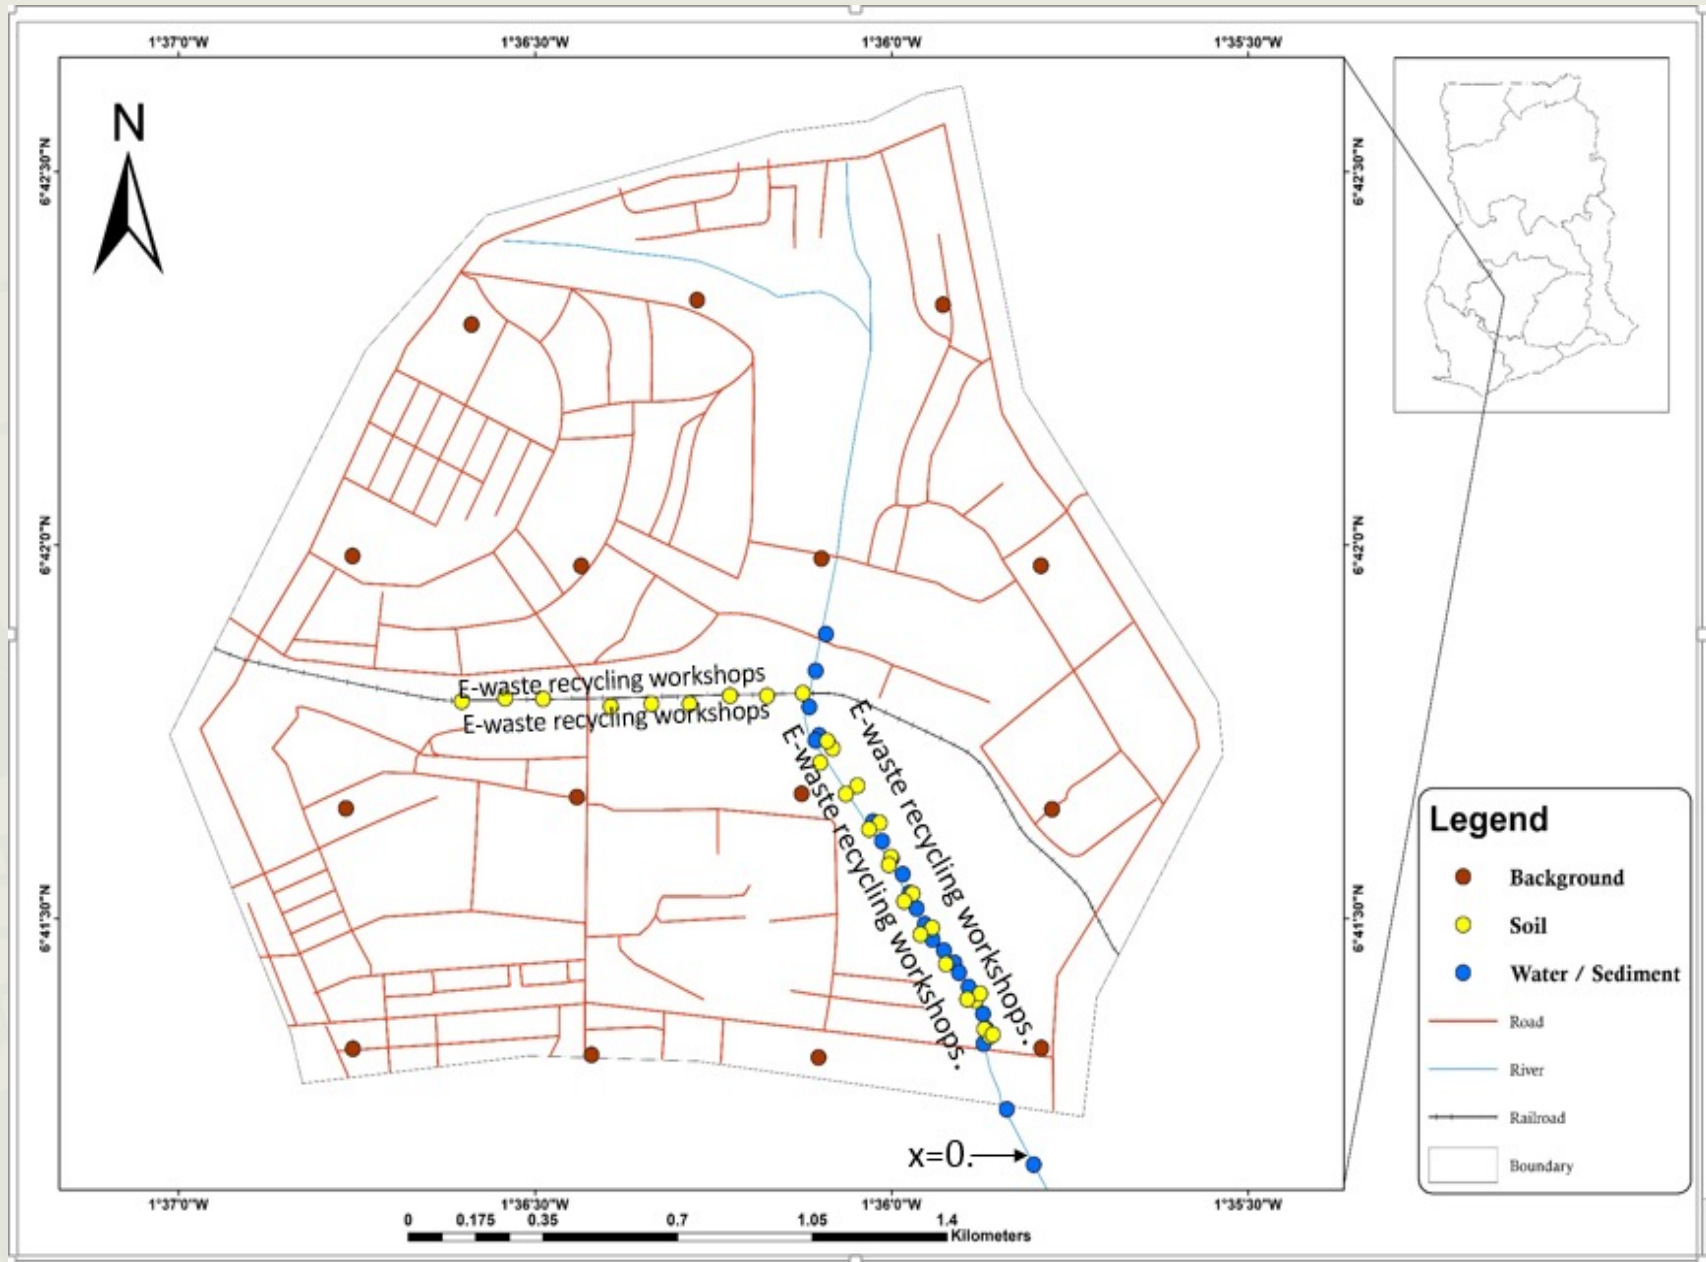 1°37'0"W
1°36'30"W
1°36'0"W
1°35'30"W
N
6°42'30"N
6°42'30"N
6°42'0"N
6°42'0"N
E-waste recycling workshops
E-waste recycling workshops
E-waste recycling workshops.
E-waste recycling workshops.
6°41'30"N
6°41'30"N
x=0.
1°37'0"W
1°36'30"W
1°36'0"W
1°35'30"W
0 0.175 0.35 0.7 1.05 1.4
Kilometers
Legend
Background
Soil
Water / Sediment
Road
River
Railroad
Boundary